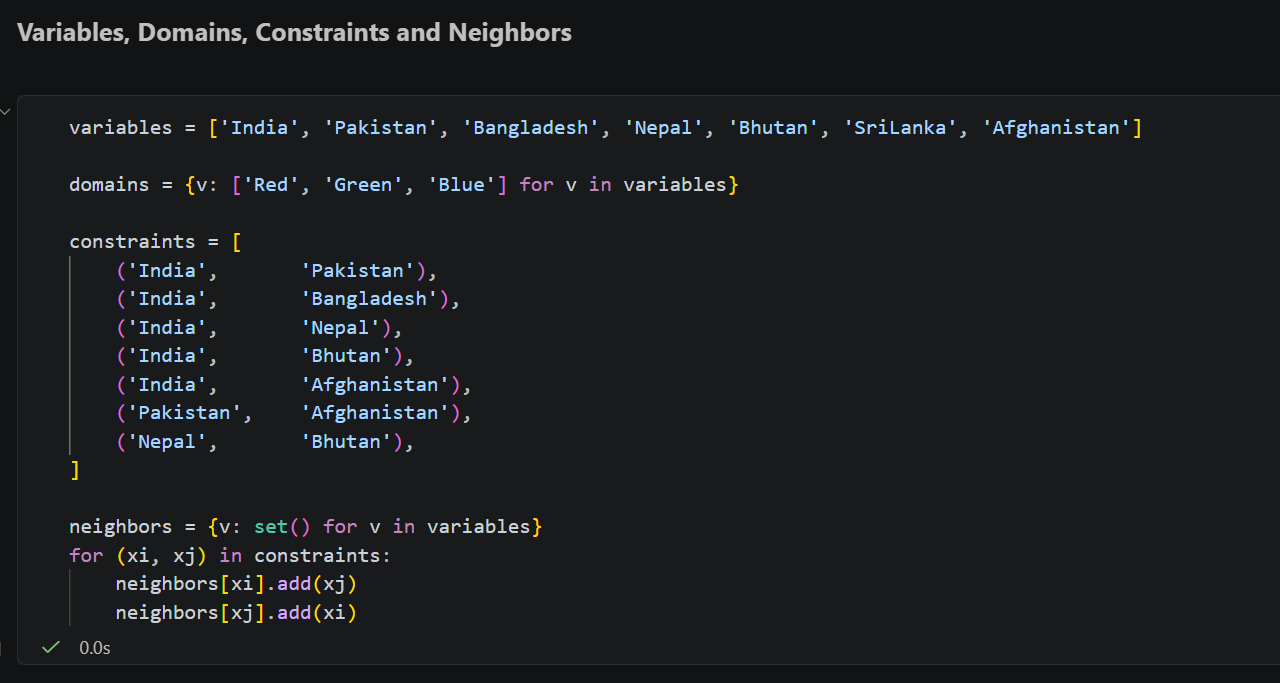 Variables, Domains, Constraints and Neighbors
variables = ['India', 'Pakistan', 'Bangladesh', 'Nepal', 'Bhutan', 'SriLanka', 'Afghanistan']
domains = {v: ['Red', 'Green', 'Blue'] for v in variables}
constraints = [
    ('India',       'Pakistan'),
    ('India',       'Bangladesh'),
    ('India',       'Nepal'),
    ('India',       'Bhutan'),
    ('India',       'Afghanistan'),
    ('Pakistan',    'Afghanistan'),
    ('Nepal',       'Bhutan'),
]
neighbors = {v: set() for v in variables}
for (xi, xj) in constraints:
    neighbors[xi].add(xj)
    neighbors[xj].add(xi)
0.0s